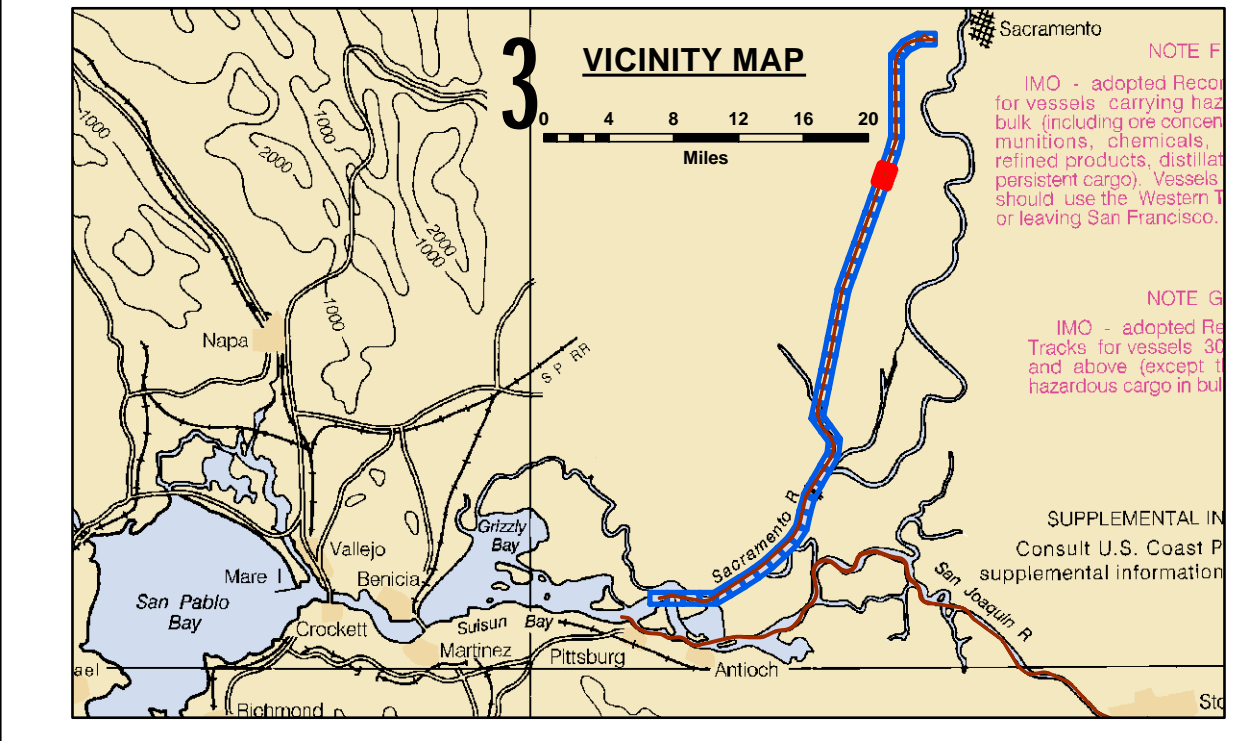 3
VICINITY MAP
0 4 8 12 16 20
Miles
Sacramento
NOTE F
IMO - adopted Recor
for vessels carrying haz
bulk (including ore concen
munitions, chemicals,
refined products, distillat
persistent cargo). Vessels
should use the Western T
or leaving San Francisco.
NOTE G
IMO - adopted Re
Tracks for vessels 30
and above (except t
hazardous cargo in bul
SUPPLEMENTAL IN
Consult U.S. Coast P
supplemental information
1000
1000
2000
2000
1000
1000
Napa
S P RR
Grizzly
Bay
Sacramento R
San Joaquin R
Vallejo
Mare I
Benicia
San Pablo
Bay
Crockett
Suisun Bay
Martinez
Pittsburg
Antioch
ael
Richmond
Sto